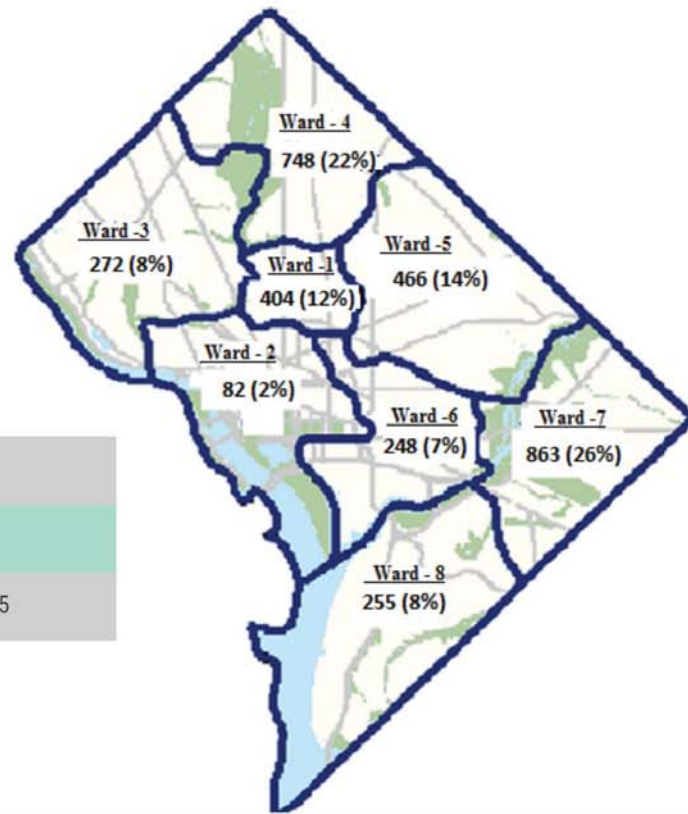 Ward - 4
748 (22%)
Ward -3
272 (8%)
Ward -5
466 (14%)
Ward -1
404 (12%)
Ward - 2
82 (2%)
Ward -6
248 (7%)
Ward -7
863 (26%)
Ward - 8
255 (8%)
5